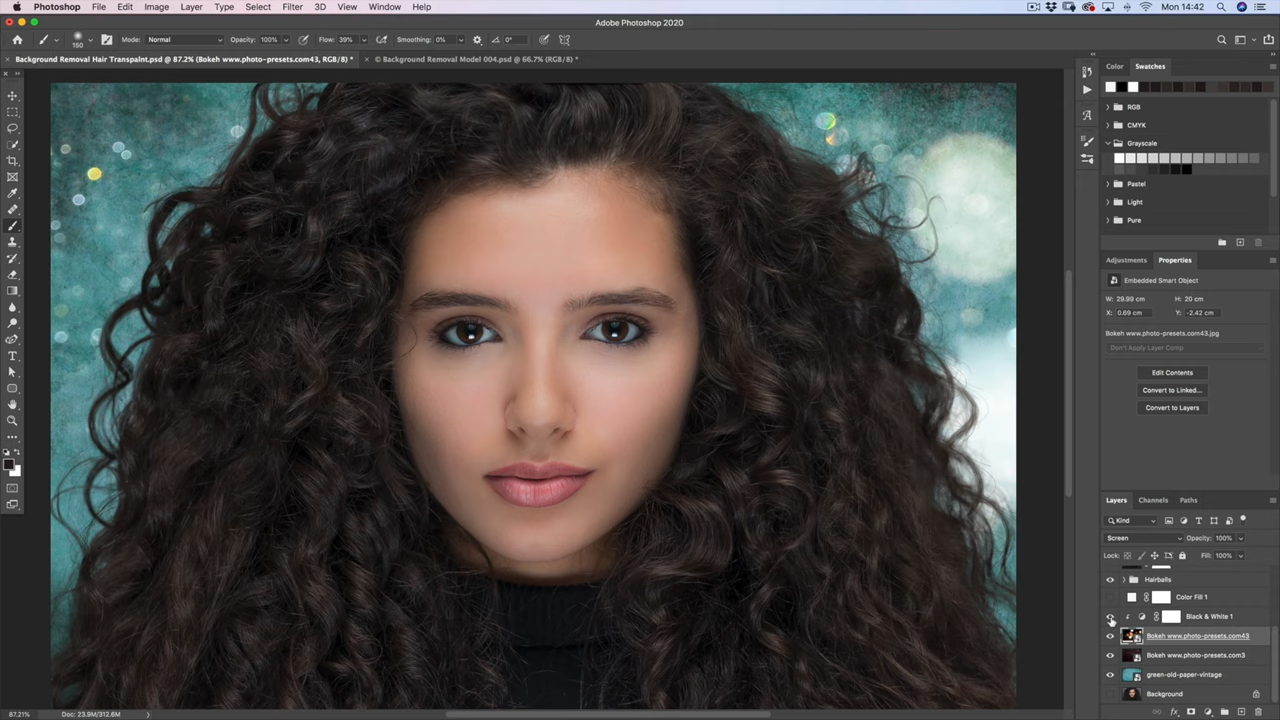 Photoshop File Edit Image Layer Type Select Filter 3D View Window Help Mon 14:42
Adobe Photoshop 2020
150 Mode: Normal Opacity: 100% Flow: 39% Smoothing: 0% 0°
× Background Removal Hair Transpaint.psd @ 87.2% (Bokeh www.photo-presets.com43, RGB/8) * × © Background Removal Model 004.psd @ 66.7% (RGB/8) *
Color Swatches
RGB
CMYK
Grayscale
Pastel
Light
Pure
Adjustments Properties
Embedded Smart Object
W: 29.99 cm H: 20 cm
X: 0.69 cm Y: -2.42 cm
Bokeh www.photo-presets.com43.jpg
Don't Apply Layer Comp
Edit Contents
Convert to Linked...
Convert to Layers
Layers Channels Paths
Kind
Screen Opacity: 100%
Lock: Fill: 100%
Hairballs
Color Fill 1
Black & White 1
Bokeh www.photo-presets.com43
Bokeh www.photo-presets.com3
green-old-paper-vintage
Background
87.21% Doc: 23.9M/312.6M